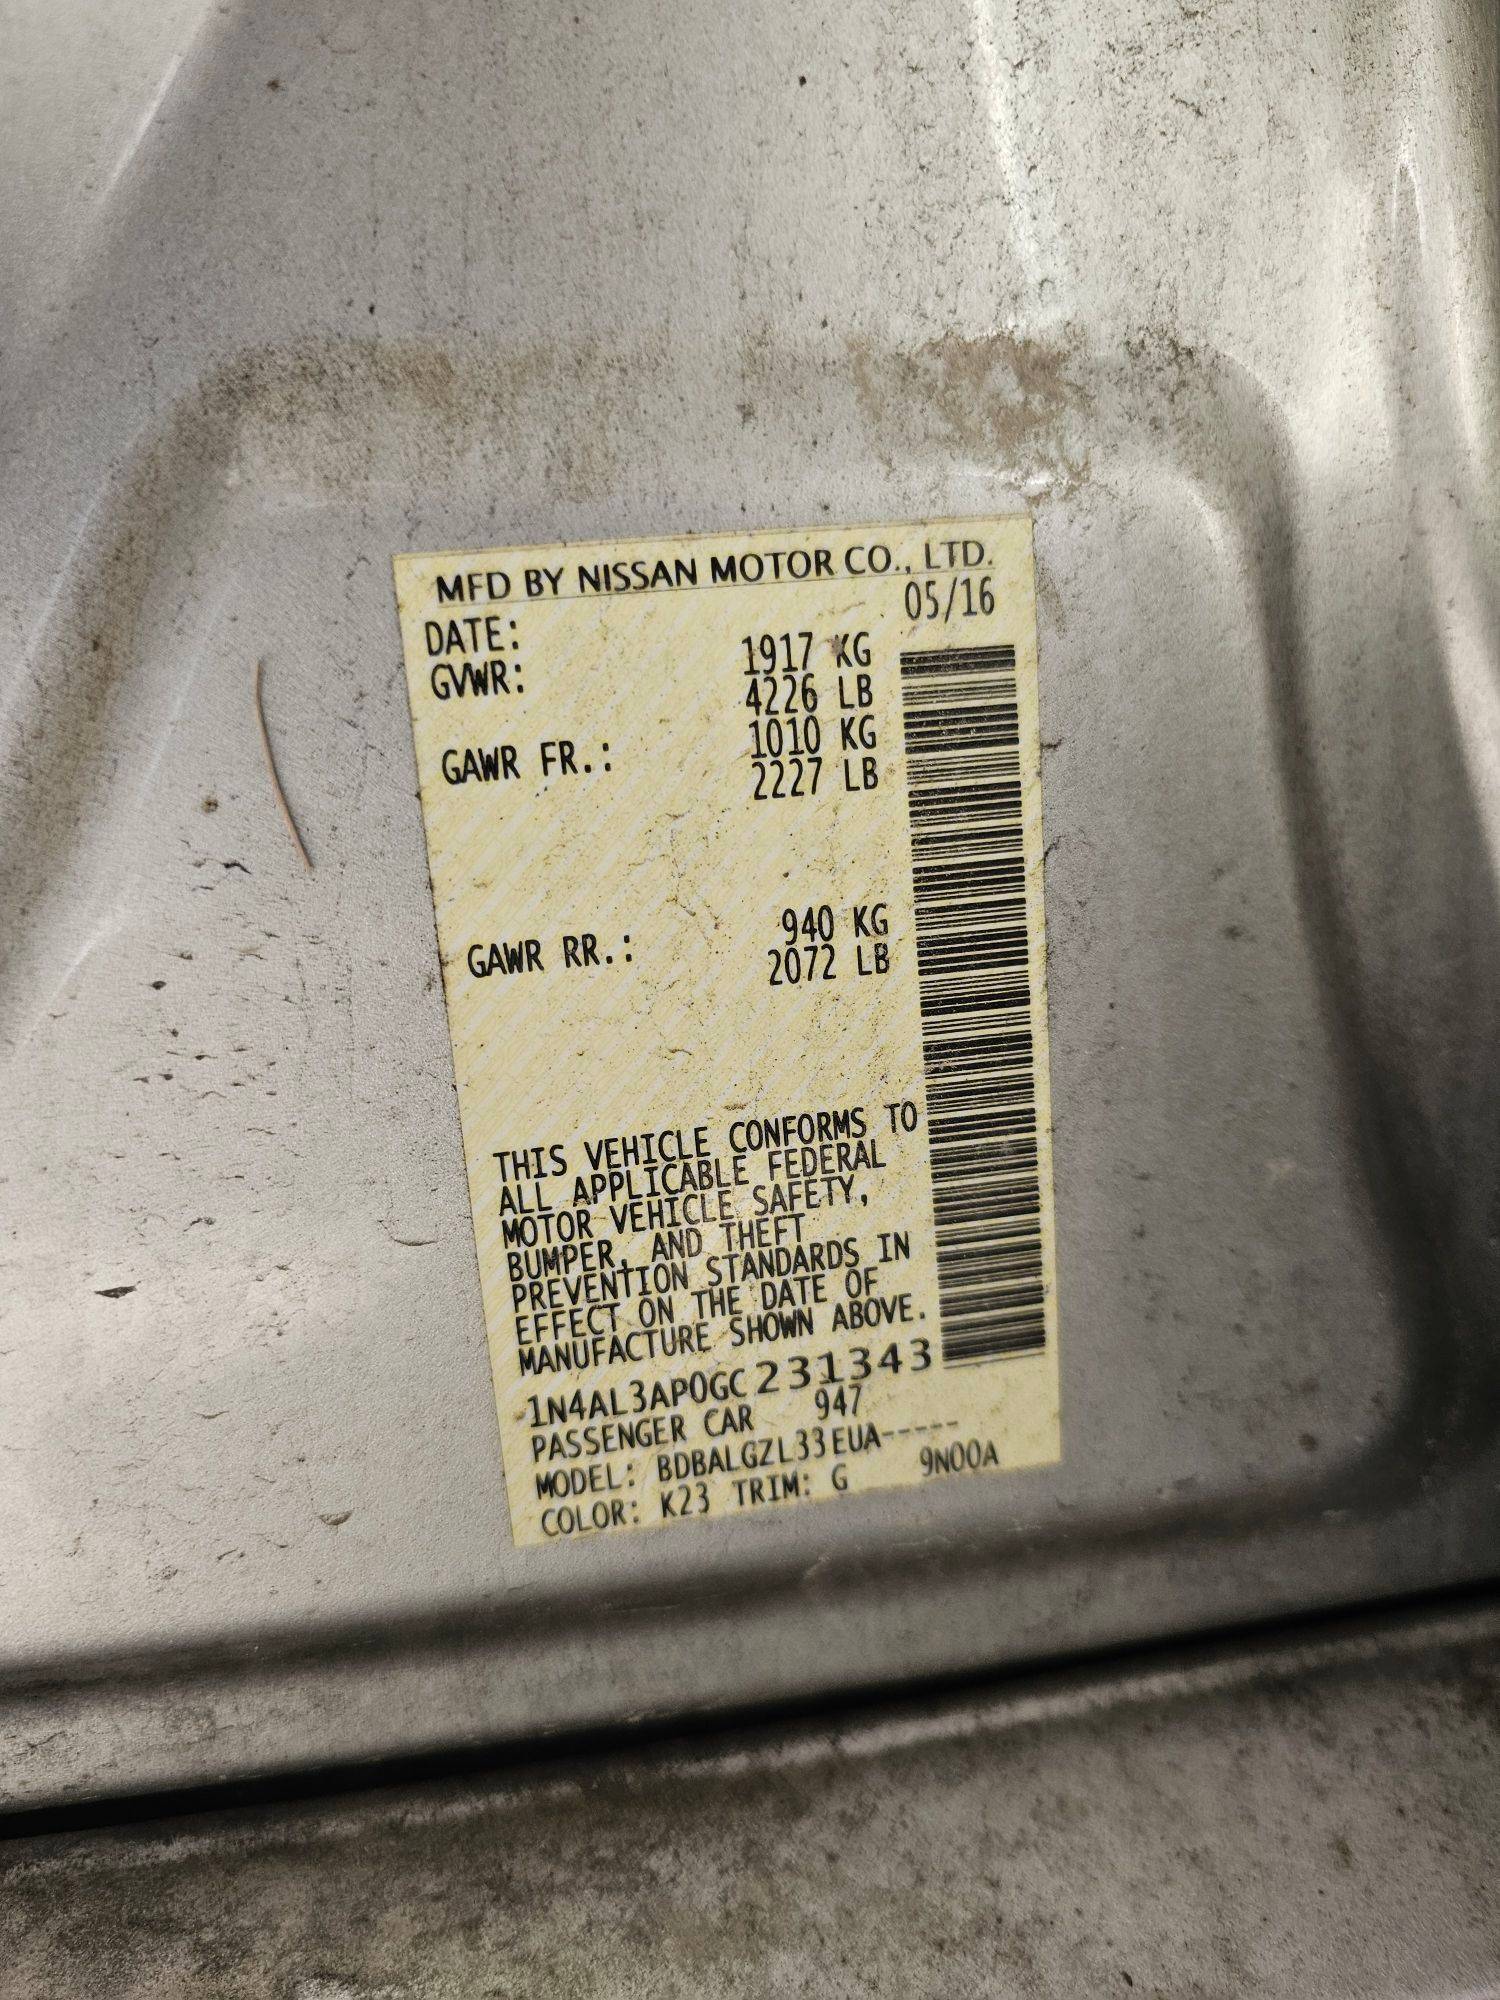 MFD BY NISSAN MOTOR CO., LTD.
DATE: 05/16
GVWR: 1917 KG
4226 LB
GAWR FR.: 1010 KG
2227 LB
GAWR RR.: 940 KG
2072 LB
THIS VEHICLE CONFORMS TO
ALL APPLICABLE FEDERAL
MOTOR VEHICLE SAFETY,
BUMPER, AND THEFT
PREVENTION STANDARDS IN
EFFECT ON THE DATE OF
MANUFACTURE SHOWN ABOVE.
1N4AL3AP0GC231343
PASSENGER CAR 947
MODEL: BDBALGZL33EUA-----
COLOR: K23 TRIM: G 9N00A